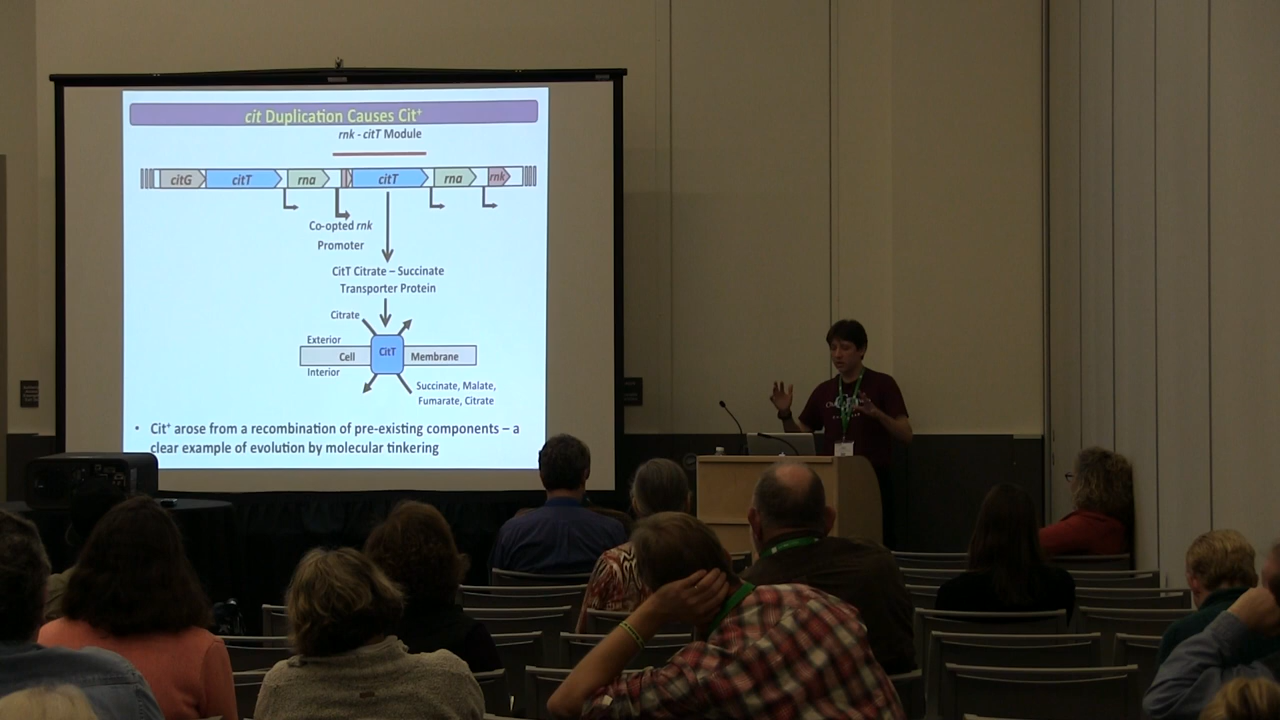 cit Duplication Causes Cit⁺
rnk - citT Module
citG citT rna citT rna rnk
Co-opted rnk
Promoter
CitT Citrate – Succinate
Transporter Protein
Citrate
Exterior
Cell CitT Membrane
Interior
Succinate, Malate,
Fumarate, Citrate
• Cit⁺ arose from a recombination of pre-existing components – a
clear example of evolution by molecular tinkering